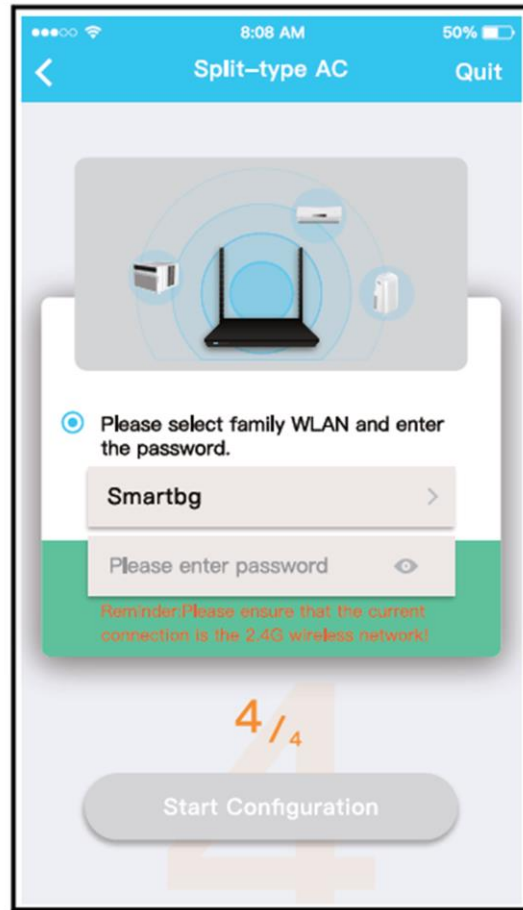 8:08 AM
50%
Split-type AC
Quit
Please select family WLAN and enter
the password.
Smartbg
Please enter password
Reminder:Please ensure that the current
connection is the 2.4G wireless network!
4/4
4
Start Configuration